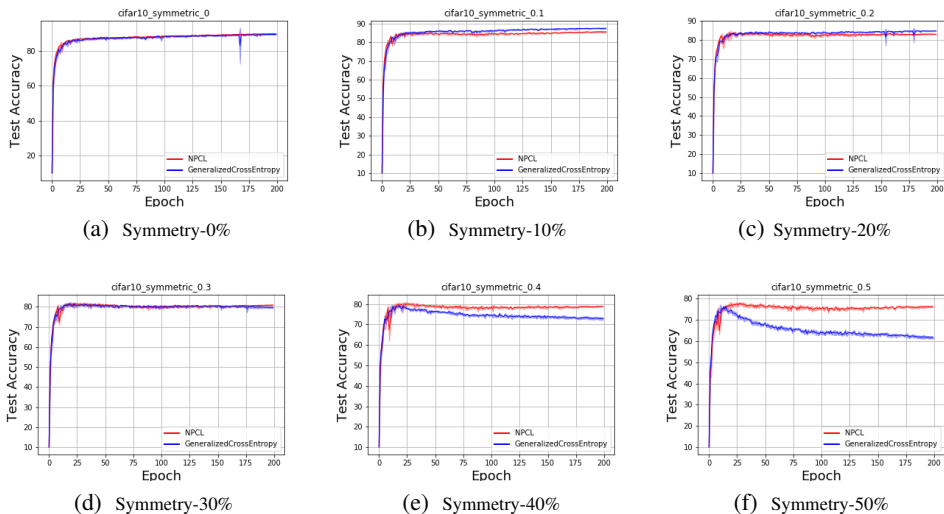 cifar10_symmetric_0
Test Accuracy
80
60
40
20
NPCL
GeneralizedCrossEntropy
0 25 50 75 100 125 150 175 200
Epoch
(a) Symmetry-0%
cifar10_symmetric_0.1
Test Accuracy
90
80
70
60
50
40
30
20
10
NPCL
GeneralizedCrossEntropy
0 25 50 75 100 125 150 175 200
Epoch
(b) Symmetry-10%
cifar10_symmetric_0.2
Test Accuracy
90
80
70
60
50
40
30
20
10
NPCL
GeneralizedCrossEntropy
0 25 50 75 100 125 150 175 200
Epoch
(c) Symmetry-20%
cifar10_symmetric_0.3
Test Accuracy
80
70
60
50
40
30
20
10
NPCL
GeneralizedCrossEntropy
0 25 50 75 100 125 150 175 200
Epoch
(d) Symmetry-30%
cifar10_symmetric_0.4
Test Accuracy
80
70
60
50
40
30
20
10
NPCL
GeneralizedCrossEntropy
0 25 50 75 100 125 150 175 200
Epoch
(e) Symmetry-40%
cifar10_symmetric_0.5
Test Accuracy
80
70
60
50
40
30
20
10
NPCL
GeneralizedCrossEntropy
0 25 50 75 100 125 150 175 200
Epoch
(f) Symmetry-50%